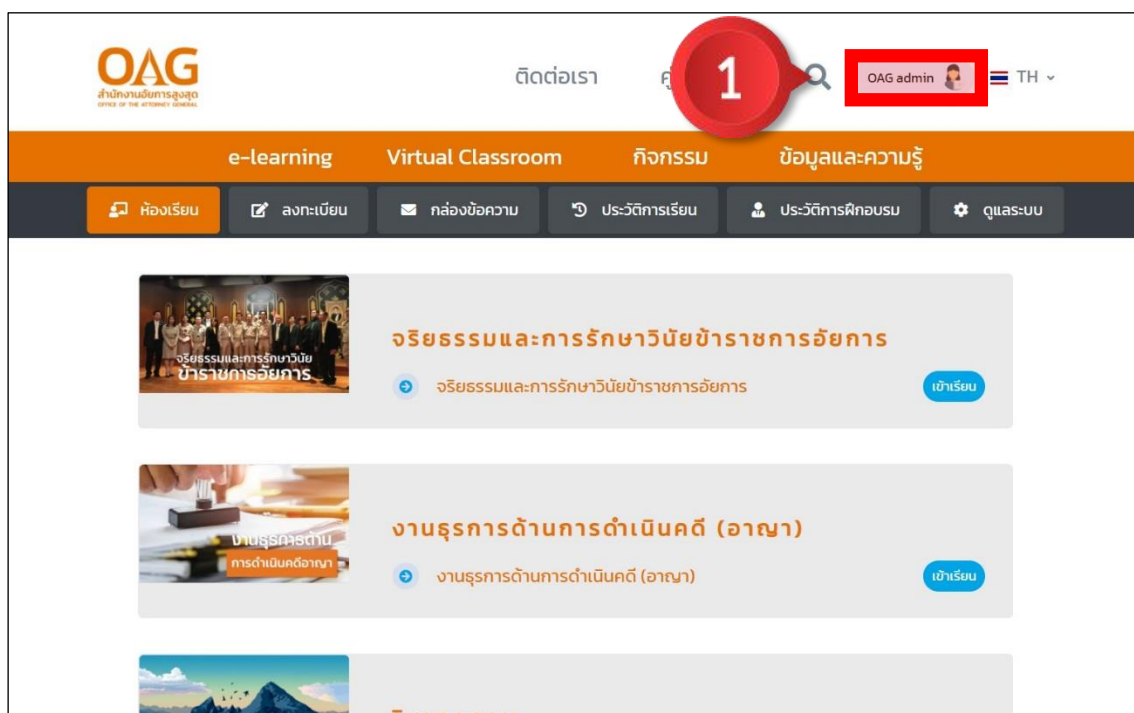 OAG
สำนักงานอัยการสูงสุด
OFFICE OF THE ATTORNEY GENERAL
ติดต่อเรา
1
OAG admin
TH
e-learning Virtual Classroom กิจกรรม ข้อมูลและความรู้
ห้องเรียน ลงทะเบียน กล่องข้อความ ประวัติการเรียน ประวัติการฝึกอบรม ดูแลระบบ
จริยธรรมและการรักษาวินัย
ข้าราชการอัยการ
จริยธรรมและการรักษาวินัยข้าราชการอัยการ
จริยธรรมและการรักษาวินัยข้าราชการอัยการ เข้าเรียน
งานธุรการด้าน
การดำเนินคดีอาญา
งานธุรการด้านการดำเนินคดี (อาญา)
งานธุรการด้านการดำเนินคดี (อาญา) เข้าเรียน